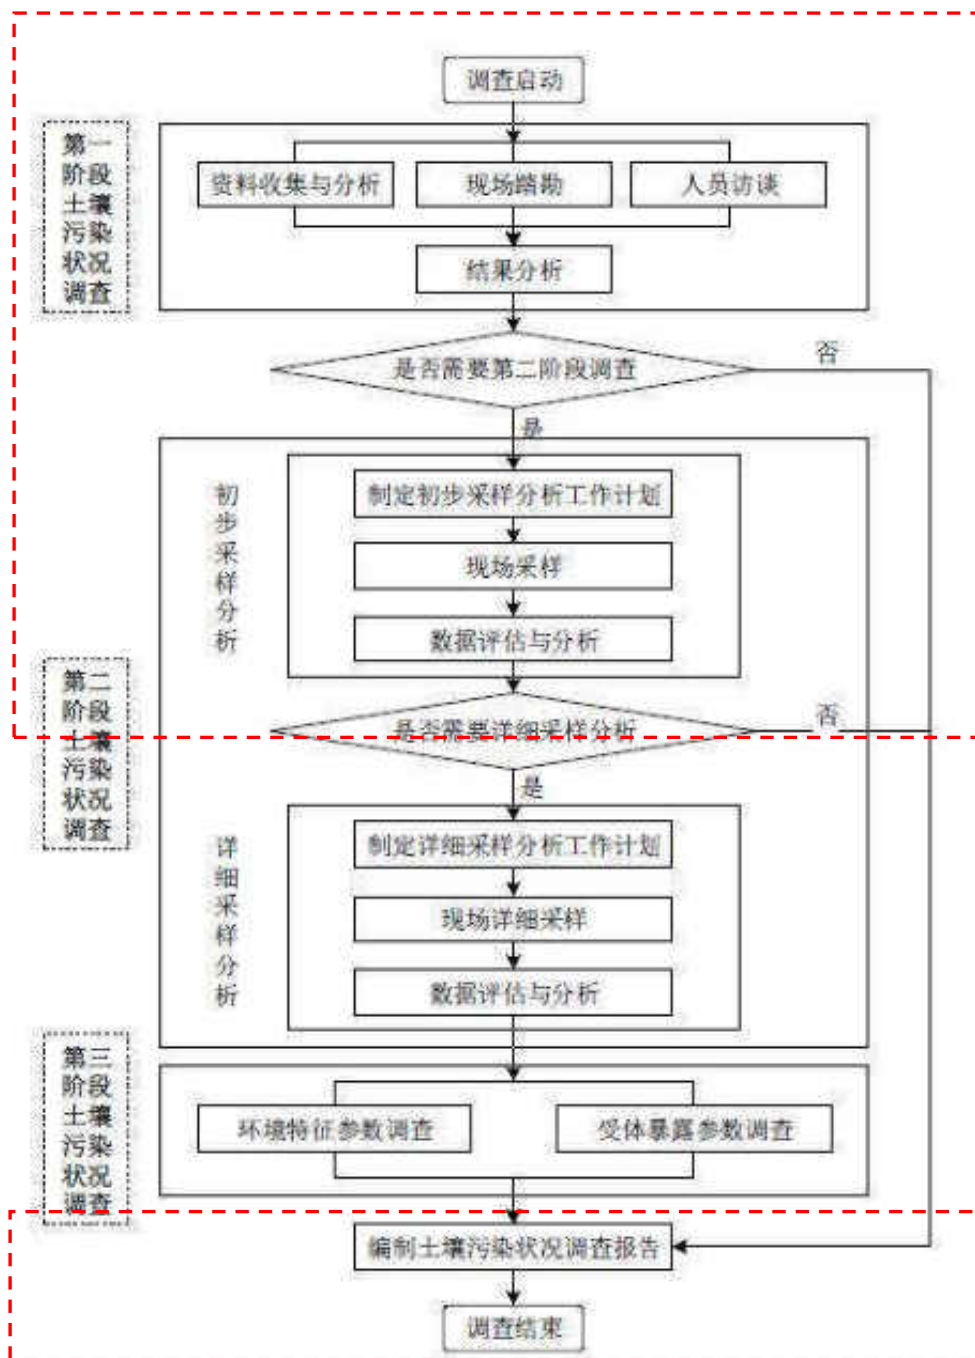 调查启动
第一
阶段
土壤
污染
状况
调查
资料收集与分析
现场踏勘
人员访谈
结果分析
是否需要第二阶段调查
否
是
初
步
采
样
分
析
制定初步采样分析工作计划
现场采样
数据评估与分析
第二
阶段
土壤
污染
状况
调查
是否需要详细采样分析
否
是
详
细
采
样
分
析
制定详细采样分析工作计划
现场详细采样
数据评估与分析
第三
阶段
土壤
污染
状况
调查
环境特征参数调查
受体暴露参数调查
编制土壤污染状况调查报告
调查结束